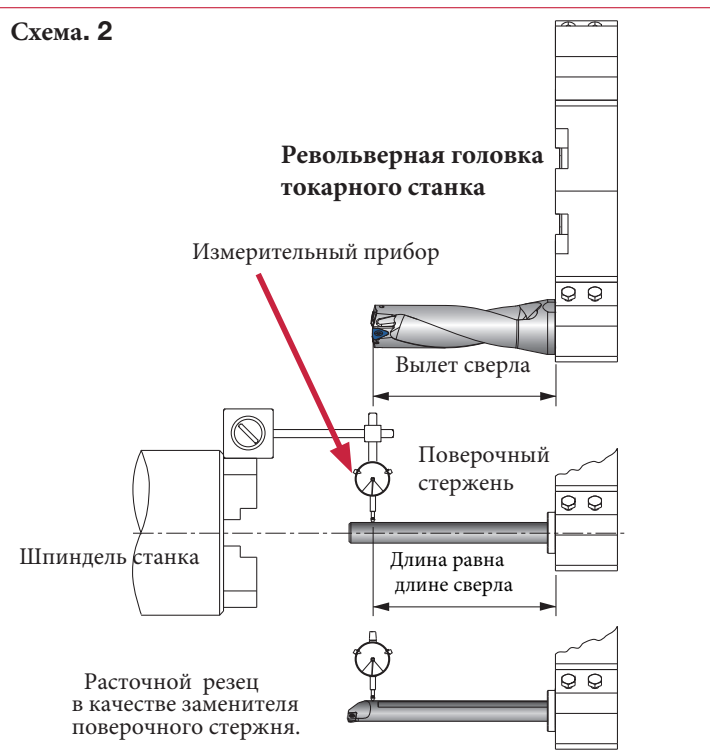 Схема. 2
Револьверная головка
токарного станка
Измерительный прибор
Вылет сверла
Поверочный
стержень
Шпиндель станка
Длина равна
длине сверла
Расточной резец
в качестве заменителя
поверочного стержня.